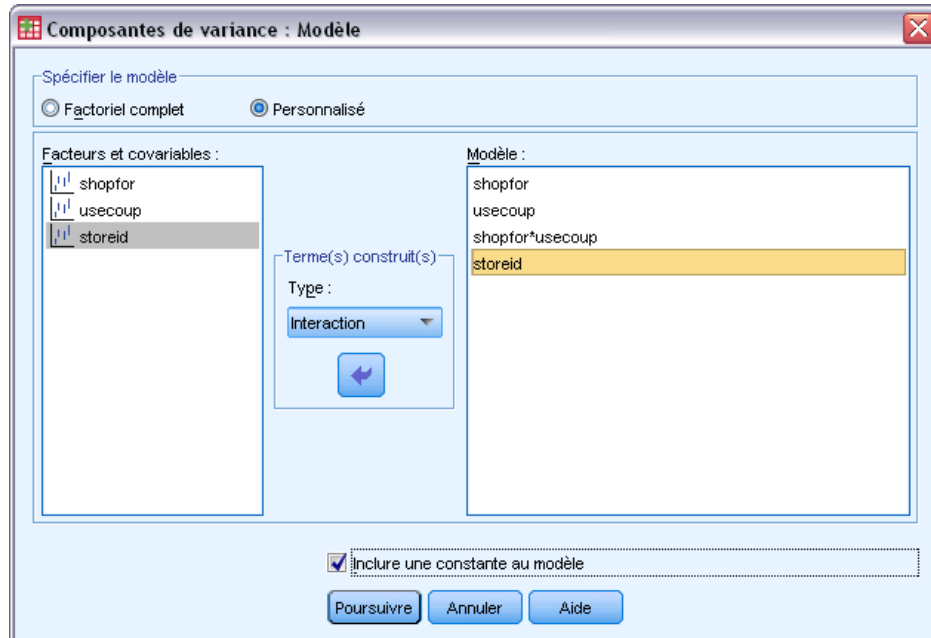 Composantes de variance : Modèle
Spécifier le modèle
Factoriel complet
Personnalisé
Facteurs et covariables :
shopfor
usecoup
storeid
Terme(s) construit(s)
Type :
Interaction
Modèle :
shopfor
usecoup
shopfor*usecoup
storeid
Inclure une constante au modèle
Poursuivre
Annuler
Aide